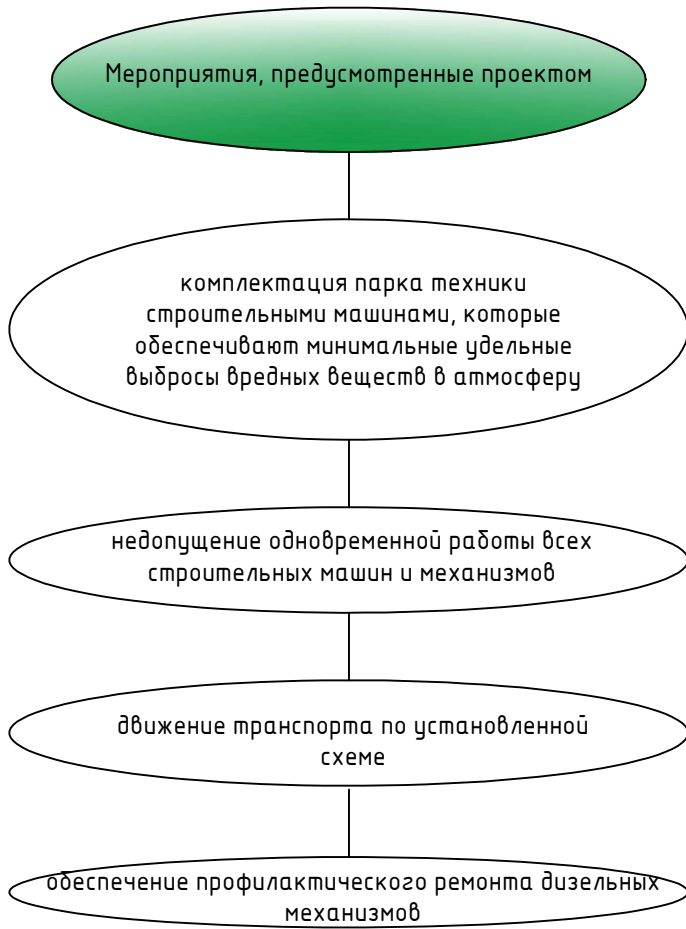 Мероприятия, предусмотренные проектом
комплектация парка техники
строительными машинами, которые
обеспечивают минимальные удельные
выбросы вредных веществ в атмосферу
недопущение одновременной работы всех
строительных машин и механизмов
движение транспорта по установленной
схеме
обеспечение профилактического ремонта дизельных
механизмов